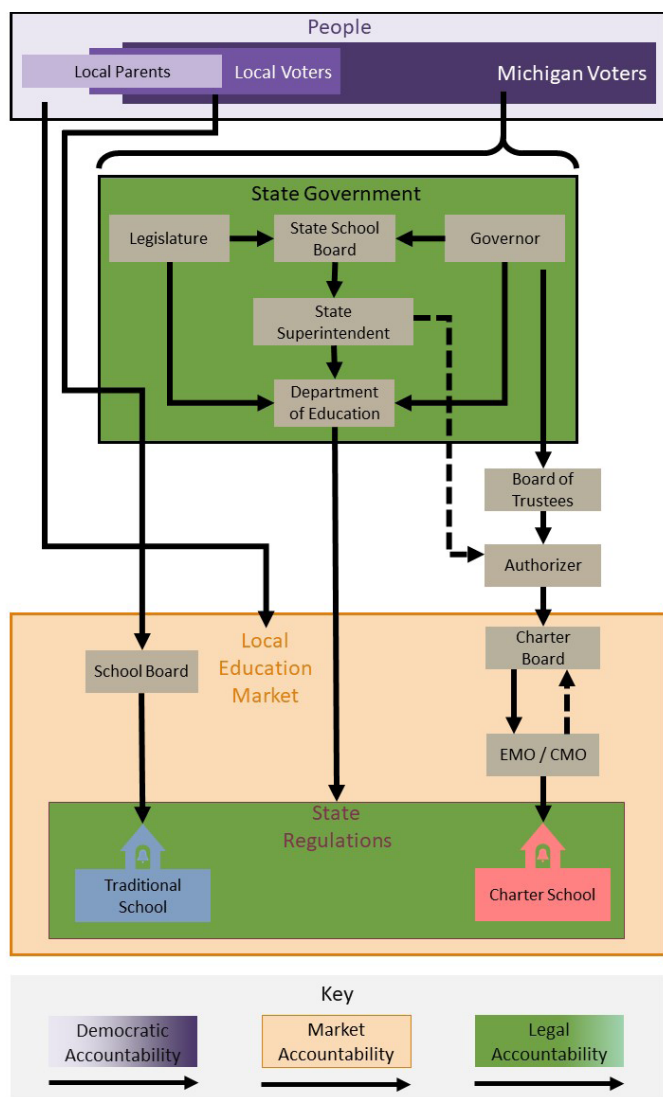 People
Local Parents
Local Voters
Michigan Voters
State Government
Legislature
State School
Board
Governor
State
Superintendent
Department
of Education
Board of
Trustees
Authorizer
Local
Education
Market
Charter
Board
School Board
EMO / CMO
State
Regulations
Traditional
School
Charter School
Key
Democratic
Accountability
Market
Accountability
Legal
Accountability